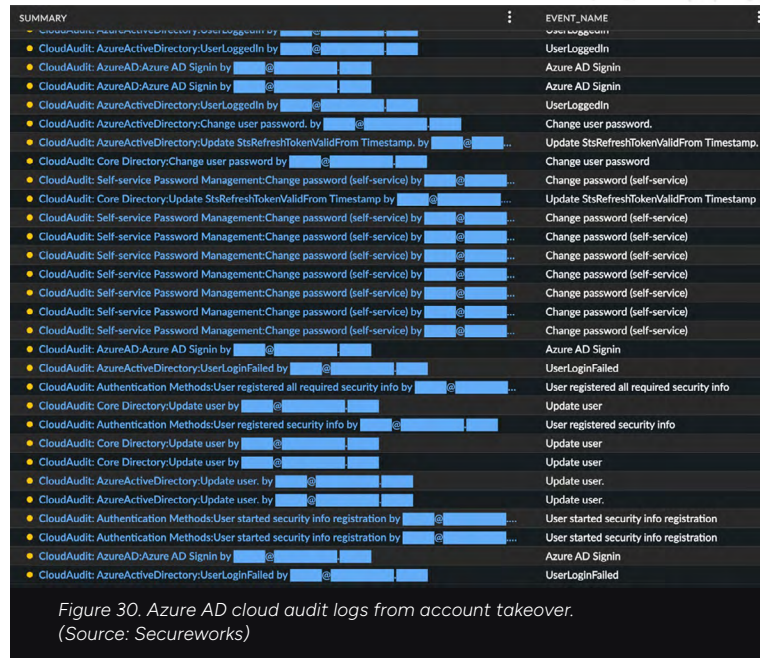 SUMMARY EVENT_NAME
CloudAudit: AzureActiveDirectory:UserLoggedIn by @ UserLoggedIn
CloudAudit: AzureActiveDirectory:UserLoggedIn by @ . UserLoggedIn
CloudAudit: AzureAD:Azure AD Signin by @ . Azure AD Signin
CloudAudit: AzureAD:Azure AD Signin by @ . Azure AD Signin
CloudAudit: AzureActiveDirectory:UserLoggedIn by @ . UserLoggedIn
CloudAudit: AzureActiveDirectory:Change user password. by @ . Change user password.
CloudAudit: AzureActiveDirectory:Update StsRefreshTokenValidFrom Timestamp. by @ ... Update StsRefreshTokenValidFrom Timestamp.
CloudAudit: Core Directory:Change user password by @ . Change user password
CloudAudit: Self-service Password Management:Change password (self-service) by @ ... Change password (self-service)
CloudAudit: Core Directory:Update StsRefreshTokenValidFrom Timestamp by @ ... Update StsRefreshTokenValidFrom Timestamp
CloudAudit: Self-service Password Management:Change password (self-service) by @ ... Change password (self-service)
CloudAudit: Self-service Password Management:Change password (self-service) by @ ... Change password (self-service)
CloudAudit: Self-service Password Management:Change password (self-service) by @ ... Change password (self-service)
CloudAudit: Self-service Password Management:Change password (self-service) by @ ... Change password (self-service)
CloudAudit: Self-service Password Management:Change password (self-service) by @ ... Change password (self-service)
CloudAudit: Self-service Password Management:Change password (self-service) by @ ... Change password (self-service)
CloudAudit: Self-service Password Management:Change password (self-service) by @ ... Change password (self-service)
CloudAudit: AzureAD:Azure AD Signin by @ . Azure AD Signin
CloudAudit: AzureActiveDirectory:UserLoginFailed by @ . UserLoginFailed
CloudAudit: Authentication Methods:User registered all required security info by @ ... User registered all required security info
CloudAudit: Core Directory:Update user by @ . Update user
CloudAudit: Authentication Methods:User registered security info by @ . User registered security info
CloudAudit: Core Directory:Update user by @ . Update user
CloudAudit: Core Directory:Update user by @ . Update user
CloudAudit: AzureActiveDirectory:Update user. by @ . Update user.
CloudAudit: AzureActiveDirectory:Update user. by @ . Update user.
CloudAudit: Authentication Methods:User started security info registration by @ .... User started security info registration
CloudAudit: Authentication Methods:User started security info registration by @ .... User started security info registration
CloudAudit: AzureAD:Azure AD Signin by @ . Azure AD Signin
CloudAudit: AzureActiveDirectory:UserLoginFailed by @ . UserLoginFailed
Figure 30. Azure AD cloud audit logs from account takeover.
(Source: Secureworks)